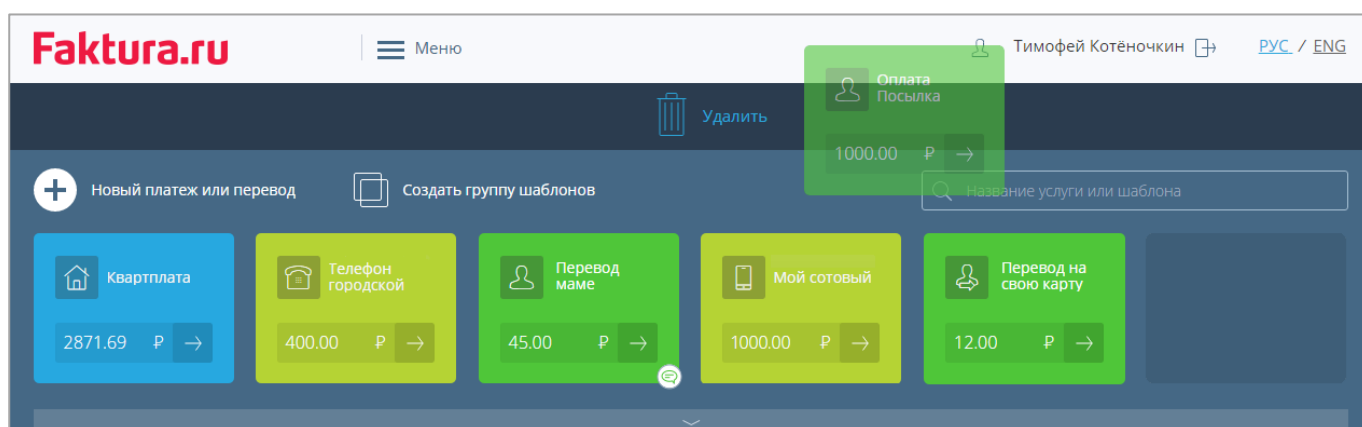 Faktura.ru
Меню
Тимофей Котёночкин
РУС / ENG
Оплата
Посылка
1000.00 ₽ →
Удалить
Новый платеж или перевод
Создать группу шаблонов
Название услуги или шаблона
Квартплата
2871.69 ₽ →
Телефон
городской
400.00 ₽ →
Перевод
маме
45.00 ₽ →
Мой сотовый
1000.00 ₽ →
Перевод на
свою карту
12.00 ₽ →